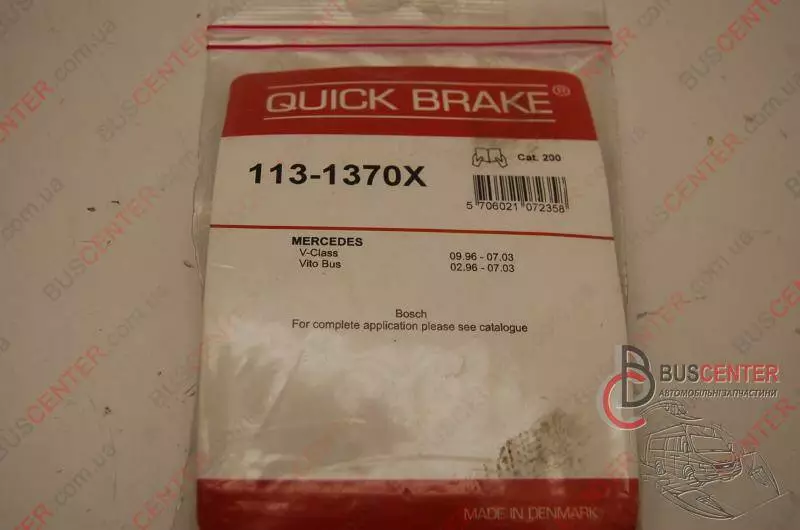 QUICK BRAKE®
113-1370X
Cat. 200
5 706021 072358
MERCEDES
V-Class 09.96 - 07.03
Vito Bus 02.96 - 07.03
Bosch
For complete application please see catalogue
MADE IN DENMARK
BUSCENTER
АВТОМОБІЛЬНІ ЗАПЧАСТИНИ
BUSCENTER.com.ua